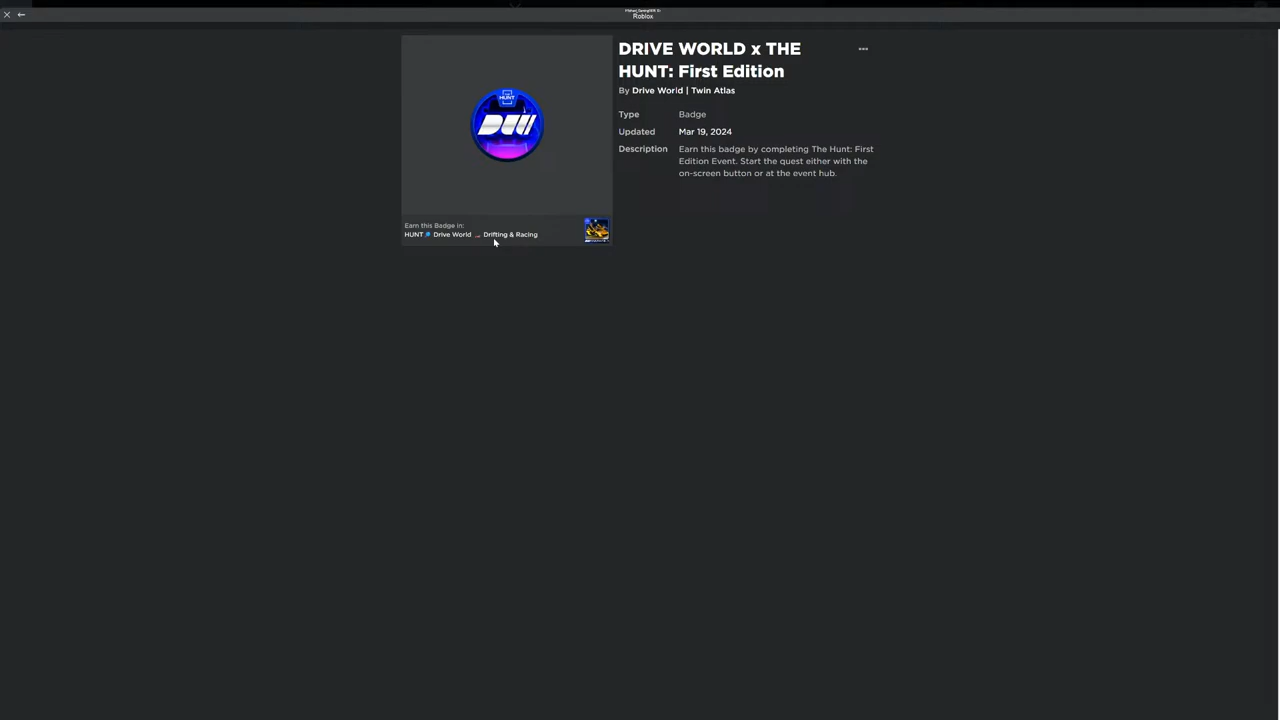 Roblox
DRIVE WORLD x THE
HUNT: First Edition
By Drive World | Twin Atlas
Type Badge
Updated Mar 19, 2024
Description Earn this badge by completing The Hunt: First
Edition Event. Start the quest either with the
on-screen button or at the event hub.
HUNT
DW
Earn this Badge in:
HUNT Drive World Drifting & Racing